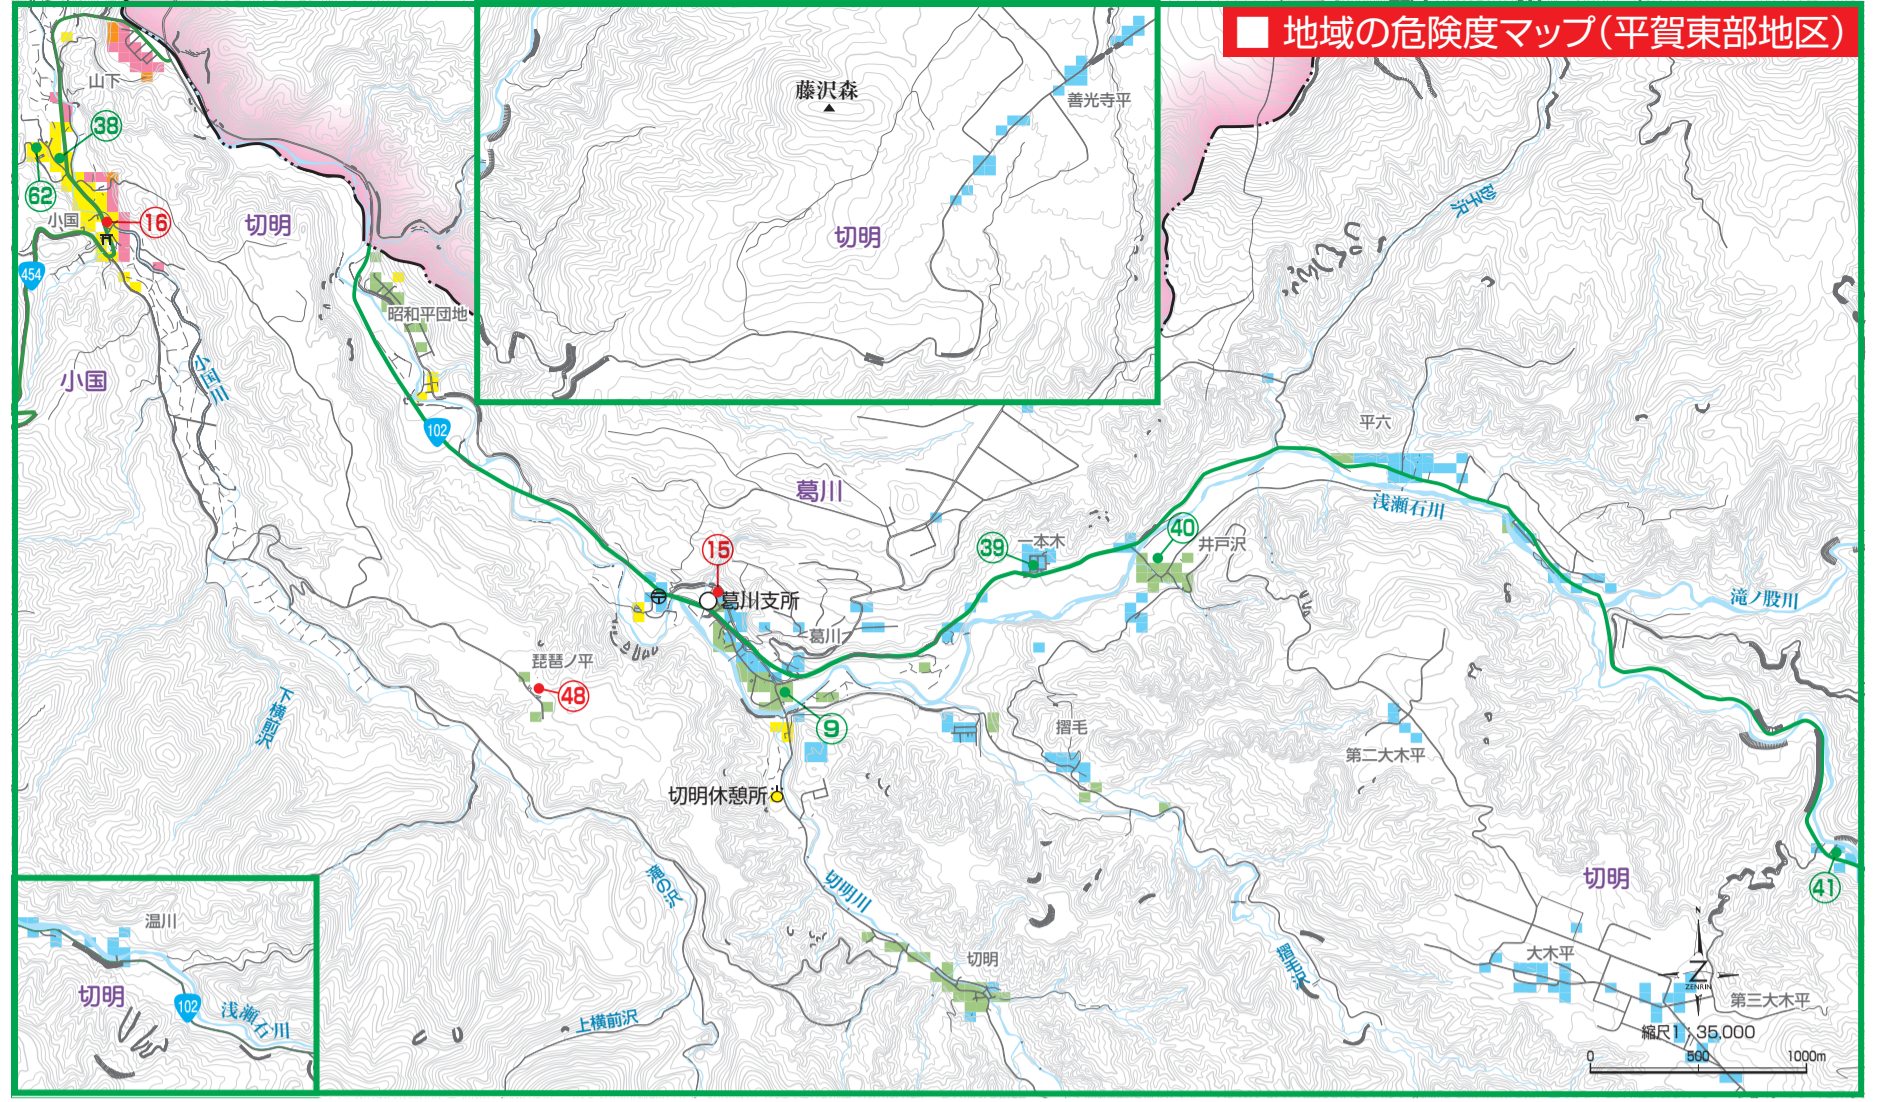 ■ 地域の危険度マップ（平賀東部地区）
藤沢森
善光寺平
切明
山下
38
62
小国
16
切明
454
昭和平団地
小国
小国川
102
砂子沢
平六
葛川
浅瀬石川
15
39
一本木
40
井戸沢
葛川支所
葛川
滝ノ股川
琵琶ノ平
48
9
摺毛
第二大木平
下横前沢
切明休憩所
滝の沢
切明川
切明
41
温川
切明
102
浅瀬石川
切明
摺毛沢
大木平
N
Z
ZENRIN
第三大木平
上横前沢
縮尺1：35,000
0 500 1000m